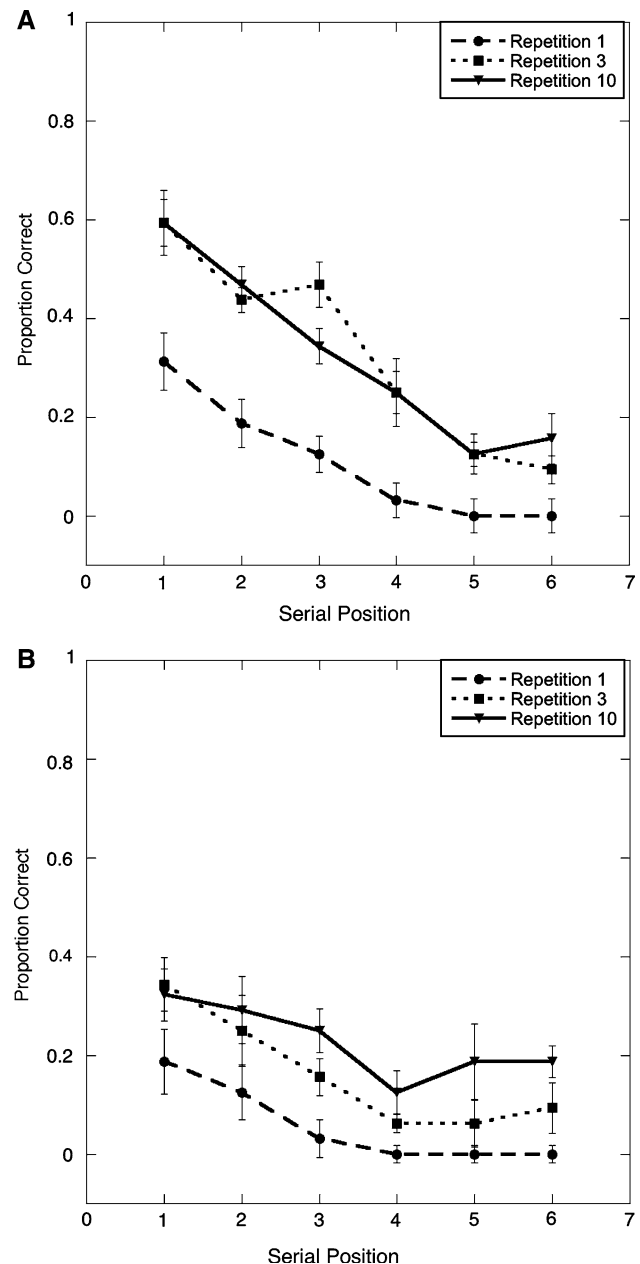 A
1
0.8
0.6
0.4
0.2
0
Proportion Correct
Repetition 1
Repetition 3
Repetition 10
0 1 2 3 4 5 6 7
Serial Position
B
1
0.8
0.6
0.4
0.2
0
Proportion Correct
Repetition 1
Repetition 3
Repetition 10
0 1 2 3 4 5 6 7
Serial Position